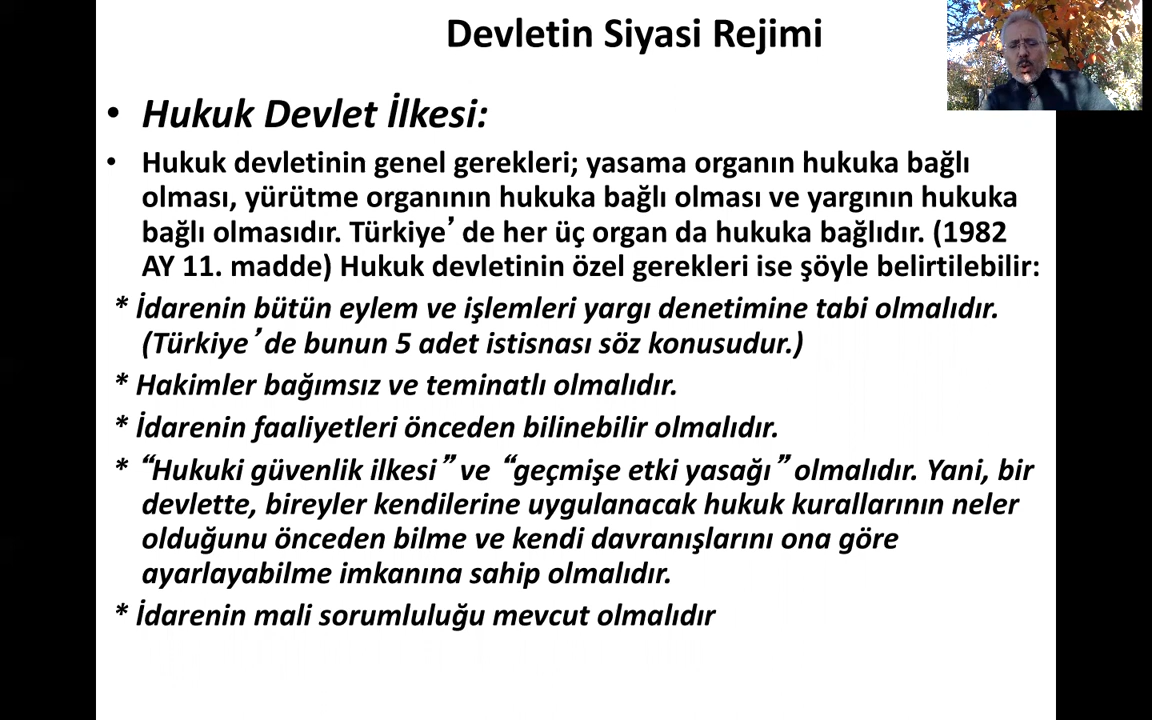 Devletin Siyasi Rejimi
• Hukuk Devlet İlkesi:
• Hukuk devletinin genel gerekleri; yasama organın hukuka bağlı
olması, yürütme organının hukuka bağlı olması ve yargının hukuka
bağlı olmasıdır. Türkiye’ de her üç organ da hukuka bağlıdır. (1982
AY 11. madde) Hukuk devletinin özel gerekleri ise şöyle belirtilebilir:
* İdarenin bütün eylem ve işlemleri yargı denetimine tabi olmalıdır.
(Türkiye’de bunun 5 adet istisnası söz konusudur.)
* Hakimler bağımsız ve teminatlı olmalıdır.
* İdarenin faaliyetleri önceden bilinebilir olmalıdır.
* “Hukuki güvenlik ilkesi” ve “geçmişe etki yasağı” olmalıdır. Yani, bir
devlette, bireyler kendilerine uygulanacak hukuk kurallarının neler
olduğunu önceden bilme ve kendi davranışlarını ona göre
ayarlayabilme imkanına sahip olmalıdır.
* İdarenin mali sorumluluğu mevcut olmalıdır